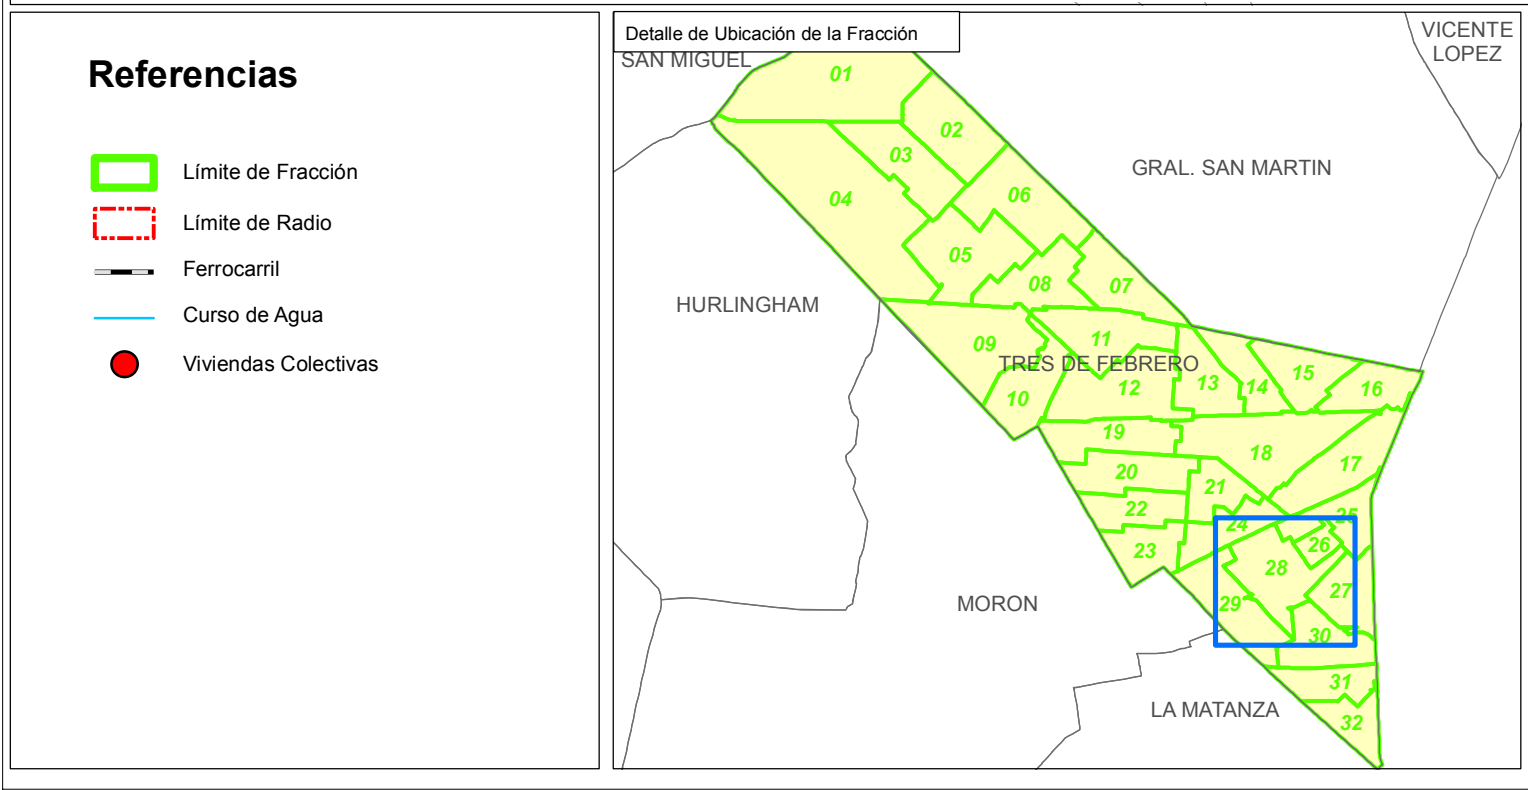 Referencias
Límite de Fracción
Límite de Radio
Ferrocarril
Curso de Agua
Viviendas Colectivas
Detalle de Ubicación de la Fracción
SAN MIGUEL
VICENTE
LOPEZ
01
02
03
GRAL. SAN MARTIN
04
06
05
08
07
HURLINGHAM
09
11
TRES DE FEBRERO
10
12
13
14
15
16
19
18
17
20
21
22
24
25
23
26
28
27
29
MORON
30
31
LA MATANZA
32